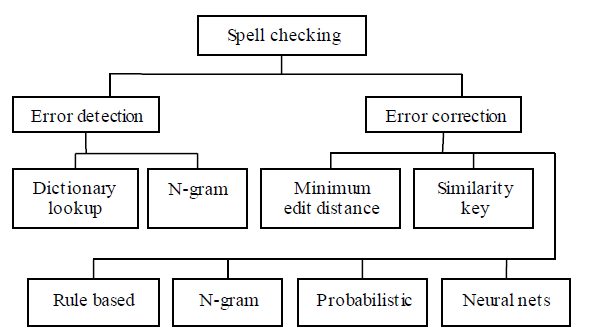 Spell checking
Error detection
Error correction
Dictionary
lookup
N-gram
Minimum
edit distance
Similarity
key
Rule based
N-gram
Probabilistic
Neural nets